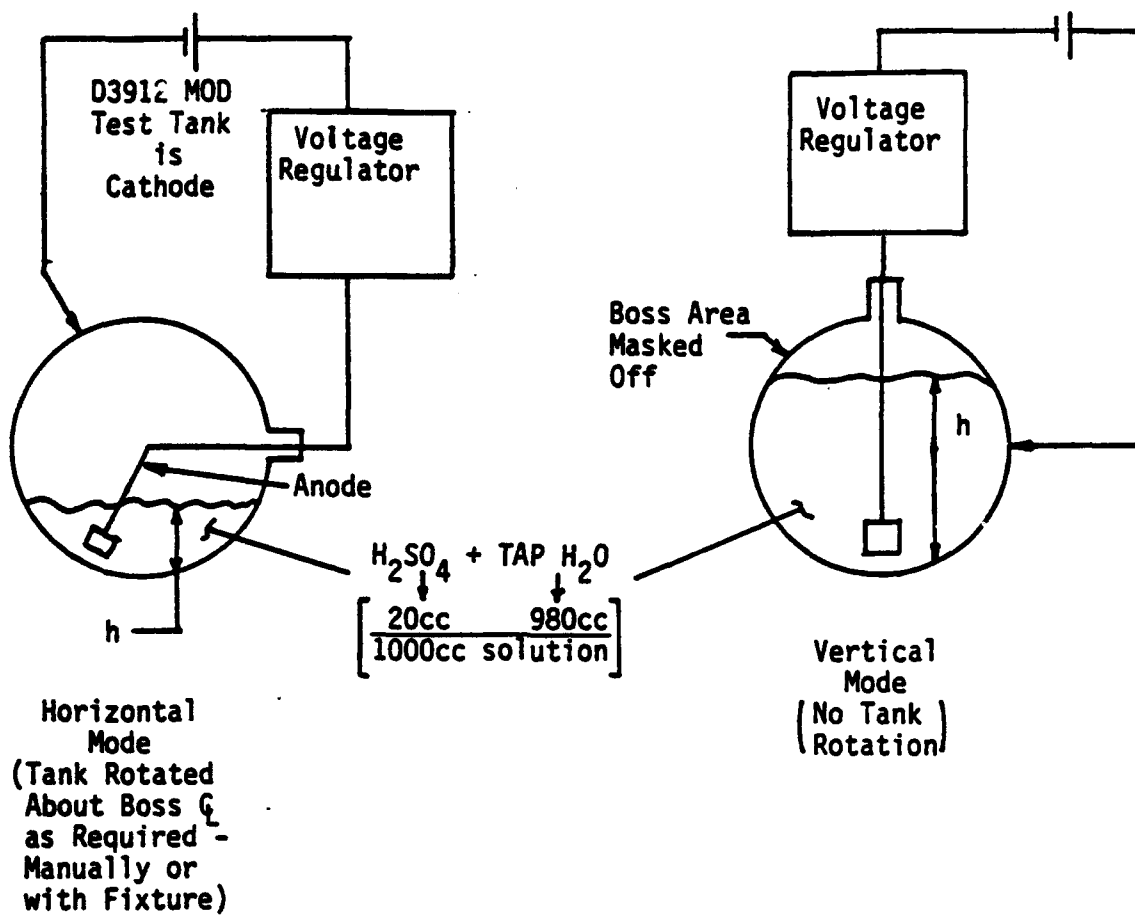 D3912 MOD
Test Tank
is
Cathode
Voltage
Regulator
Voltage
Regulator
Boss Area
Masked
Off
h
Anode
H2SO4 + TAP H2O
20cc 980cc
1000cc solution
h
Vertical
Mode
(No Tank
Rotation)
Horizontal
Mode
(Tank Rotated
About Boss ℄
as Required -
Manually or
with Fixture)